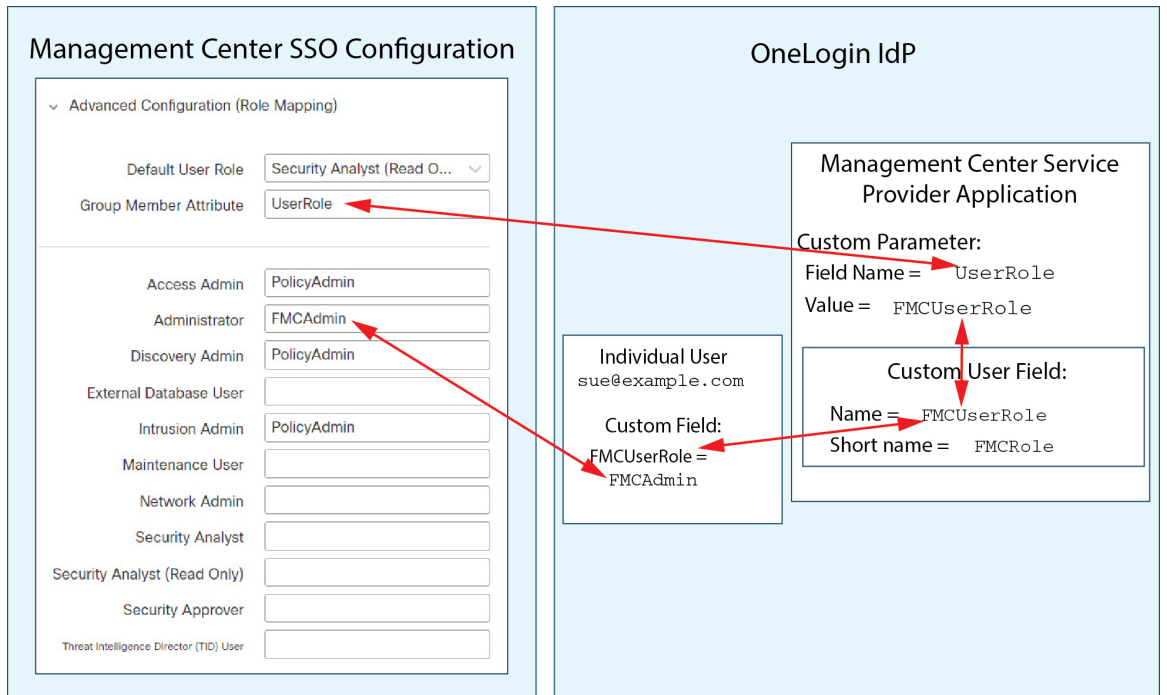 Management Center SSO Configuration
Advanced Configuration (Role Mapping)
Default User Role Security Analyst (Read O...
Group Member Attribute UserRole
Access Admin PolicyAdmin
Administrator FMCAdmin
Discovery Admin PolicyAdmin
External Database User
Intrusion Admin PolicyAdmin
Maintenance User
Network Admin
Security Analyst
Security Analyst (Read Only)
Security Approver
Threat Intelligence Director (TID) User
OneLogin IdP
Individual User
sue@example.com
Custom Field:
FMCUserRole =
FMCAdmin
Management Center Service
Provider Application
Custom Parameter:
Field Name = UserRole
Value = FMCUserRole
Custom User Field:
Name = FMCUserRole
Short name = FMCRole